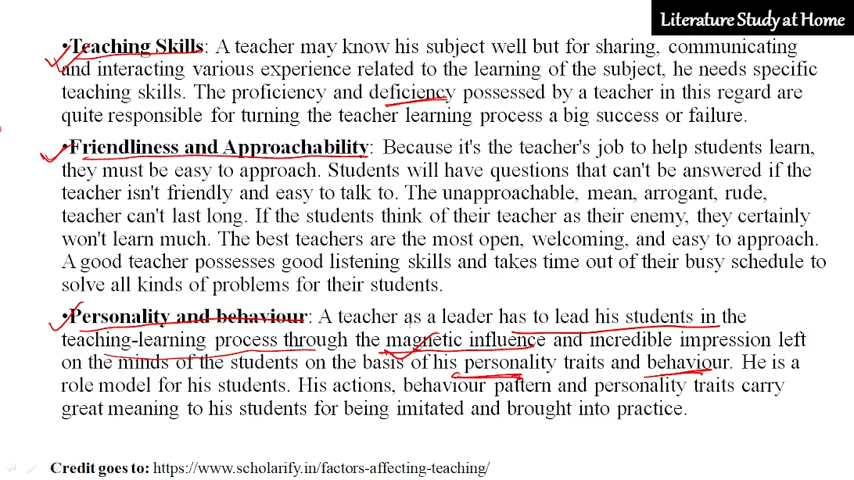 Literature Study at Home
•Teaching Skills: A teacher may know his subject well but for sharing, communicating
and interacting various experience related to the learning of the subject, he needs specific
teaching skills. The proficiency and deficiency possessed by a teacher in this regard are
quite responsible for turning the teacher learning process a big success or failure.
•Friendliness and Approachability: Because it's the teacher's job to help students learn,
they must be easy to approach. Students will have questions that can't be answered if the
teacher isn't friendly and easy to talk to. The unapproachable, mean, arrogant, rude,
teacher can't last long. If the students think of their teacher as their enemy, they certainly
won't learn much. The best teachers are the most open, welcoming, and easy to approach.
A good teacher possesses good listening skills and takes time out of their busy schedule to
solve all kinds of problems for their students.
•Personality and behaviour: A teacher as a leader has to lead his students in the
teaching-learning process through the magnetic influence and incredible impression left
on the minds of the students on the basis of his personality traits and behaviour. He is a
role model for his students. His actions, behaviour pattern and personality traits carry
great meaning to his students for being imitated and brought into practice.
Credit goes to: https://www.scholarify.in/factors-affecting-teaching/